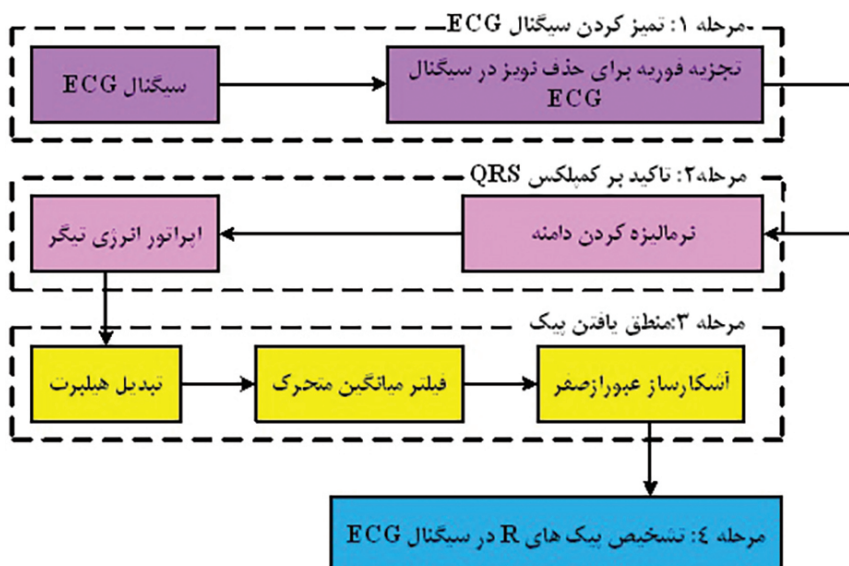 مرحله ۱: تمیز کردن سیگنال ECG
سیگنال ECG
تجزیه فوریه برای حذف نویز در سیگنال
ECG
مرحله۲: تاکید بر کمپلکس QRS
نرمالیزه کردن دامنه
اپراتور انرژی تیگر
مرحله ۳:منطق یافتن پیک
تبدیل هیلبرت
فیلتر میانگین متحرک
آشکارساز عبورازصفر
مرحله ٤: تشخیص پیک های R در سیگنال ECG